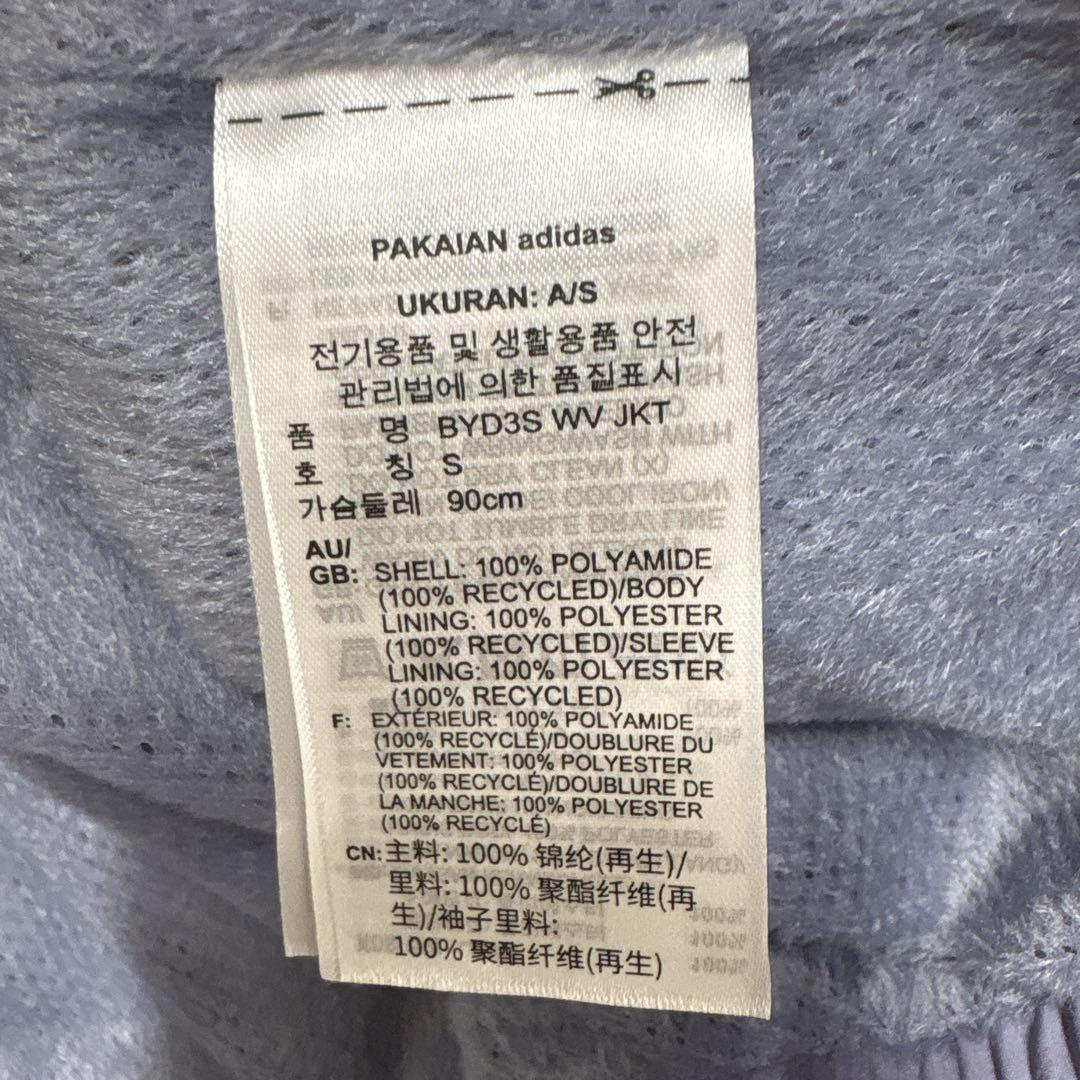 PAKAIAN adidas
UKURAN: A/S
전기용품 및 생활용품 안전
관리법에 의한 품질표시
품 명 BYD3S WV JKT
호 칭 S
가슴둘레 90cm
AU/
GB: SHELL: 100% POLYAMIDE
(100% RECYCLED)/BODY
LINING: 100% POLYESTER
(100% RECYCLED)/SLEEVE
LINING: 100% POLYESTER
(100% RECYCLED)
F: EXTÉRIEUR: 100% POLYAMIDE
(100% RECYCLÉ)/DOUBLURE DU
VETEMENT: 100% POLYESTER
(100% RECYCLÉ)/DOUBLURE DE
LA MANCHE: 100% POLYESTER
(100% RECYCLÉ)
CN: 主料: 100% 锦纶(再生)/
里料: 100% 聚酯纤维(再
生)/袖子里料:
100% 聚酯纤维(再生)